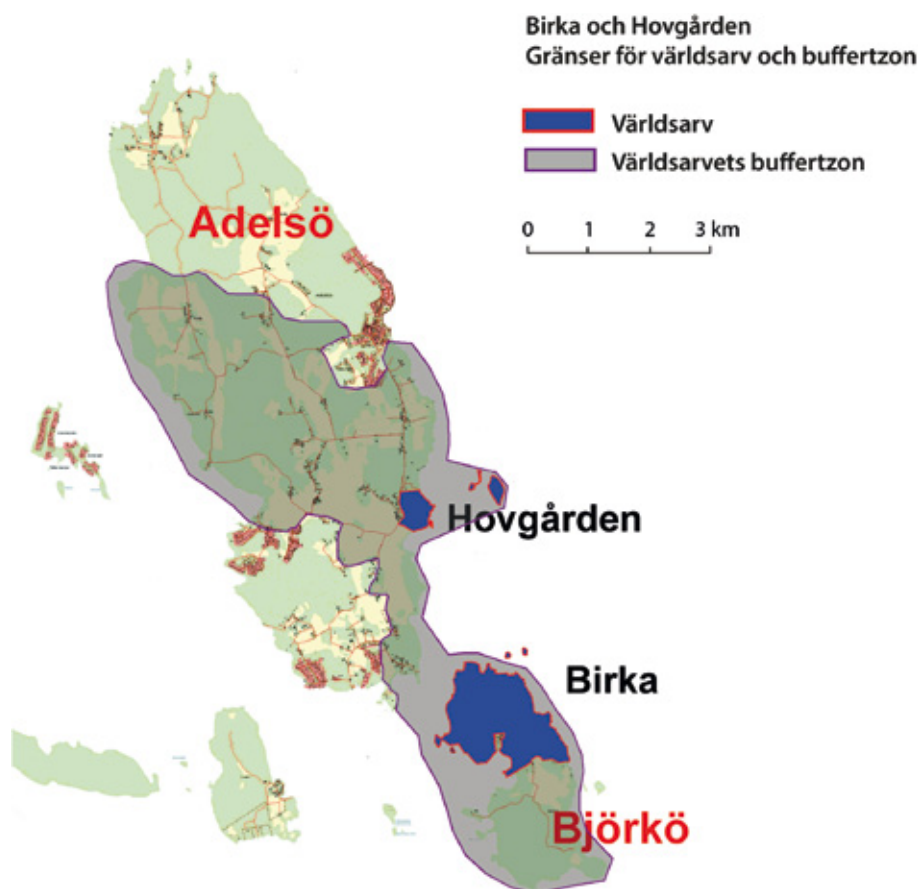 Birka och Hovgården
Gränser för världsarv och buffertzon
Världsarv
Världsarvets buffertzon
0 1 2 3 km
Adelsö
Hovgården
Birka
Björkö